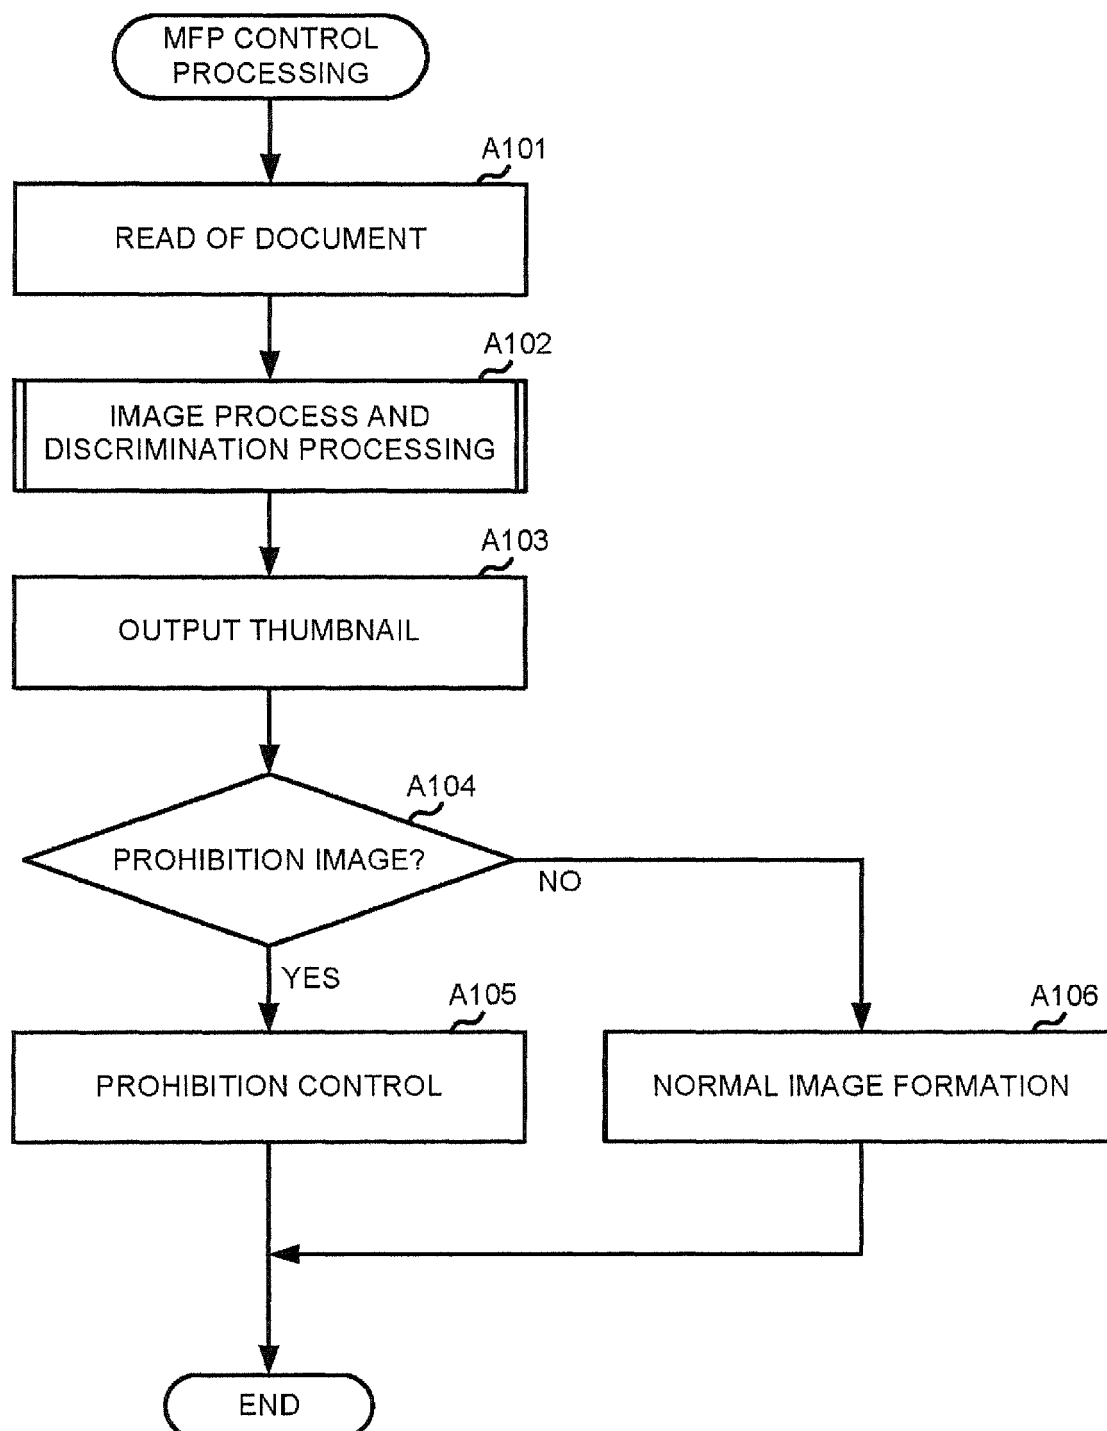 MFP CONTROL
PROCESSING
A101
READ OF DOCUMENT
A102
IMAGE PROCESS AND
DISCRIMINATION PROCESSING
A103
OUTPUT THUMBNAIL
A104
PROHIBITION IMAGE?
NO
YES
A105
PROHIBITION CONTROL
A106
NORMAL IMAGE FORMATION
END